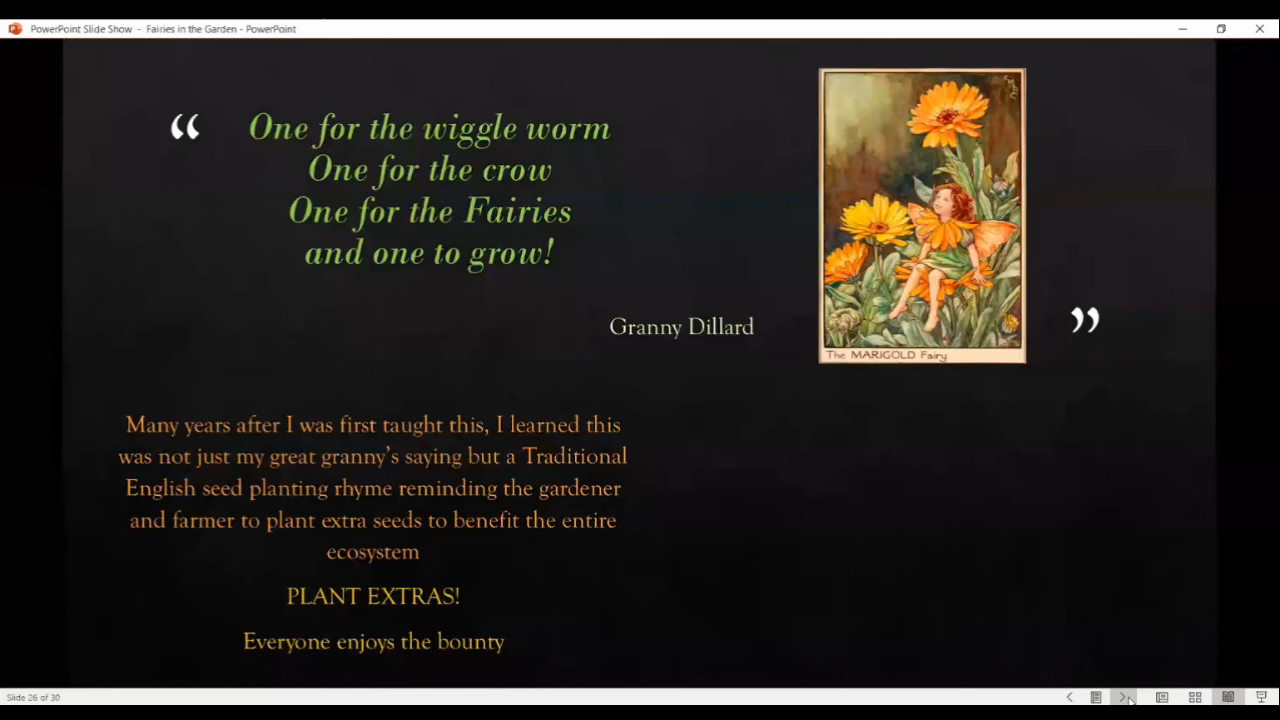 PowerPoint Slide Show - Fairies in the Garden - PowerPoint
“ One for the wiggle worm
One for the crow
One for the Fairies
and one to grow!
Granny Dillard ”
The MARIGOLD Fairy
Many years after I was first taught this, I learned this
was not just my great granny’s saying but a Traditional
English seed planting rhyme reminding the gardener
and farmer to plant extra seeds to benefit the entire
ecosystem
PLANT EXTRAS!
Everyone enjoys the bounty
Slide 26 of 30